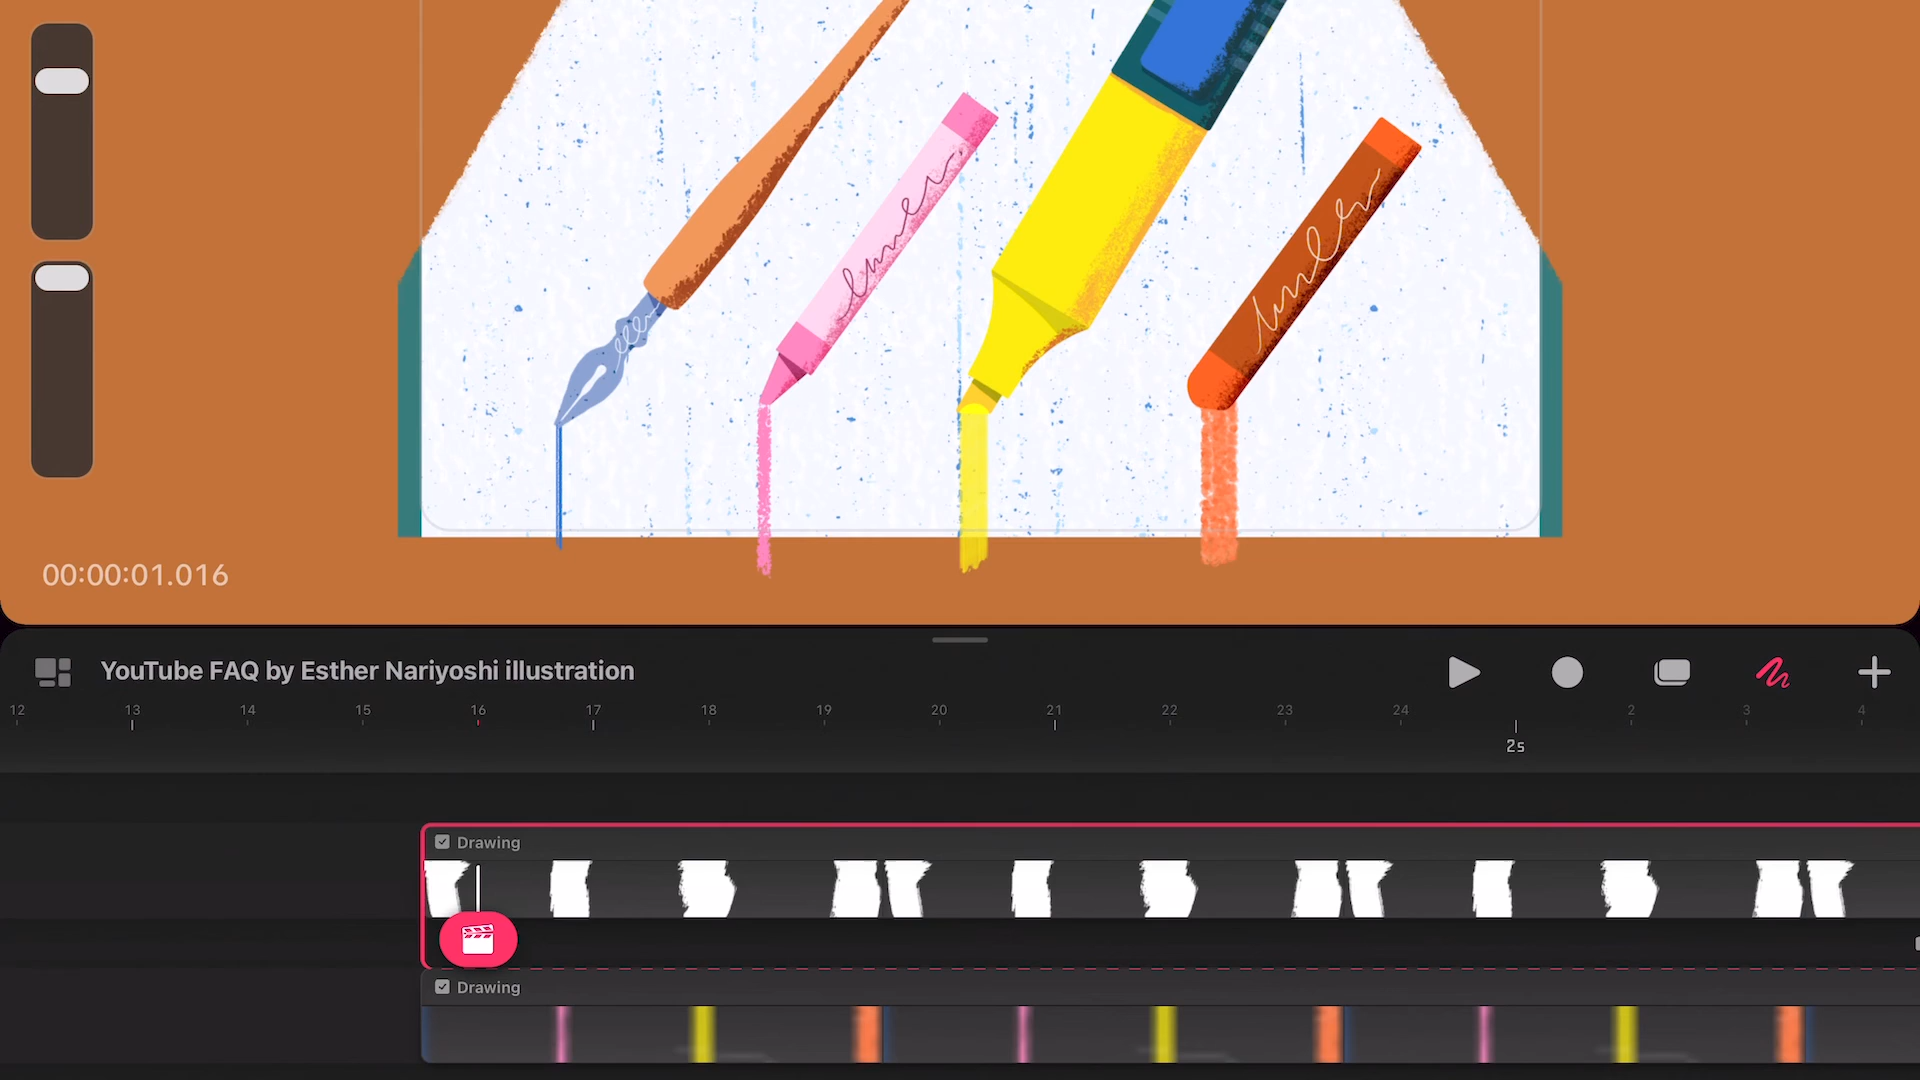 00:00:01.016
YouTube FAQ by Esther Nariyoshi illustration
12 13 14 15 16 17 18 19 20 21 22 23 24 2 3 4
2s
Drawing
Drawing